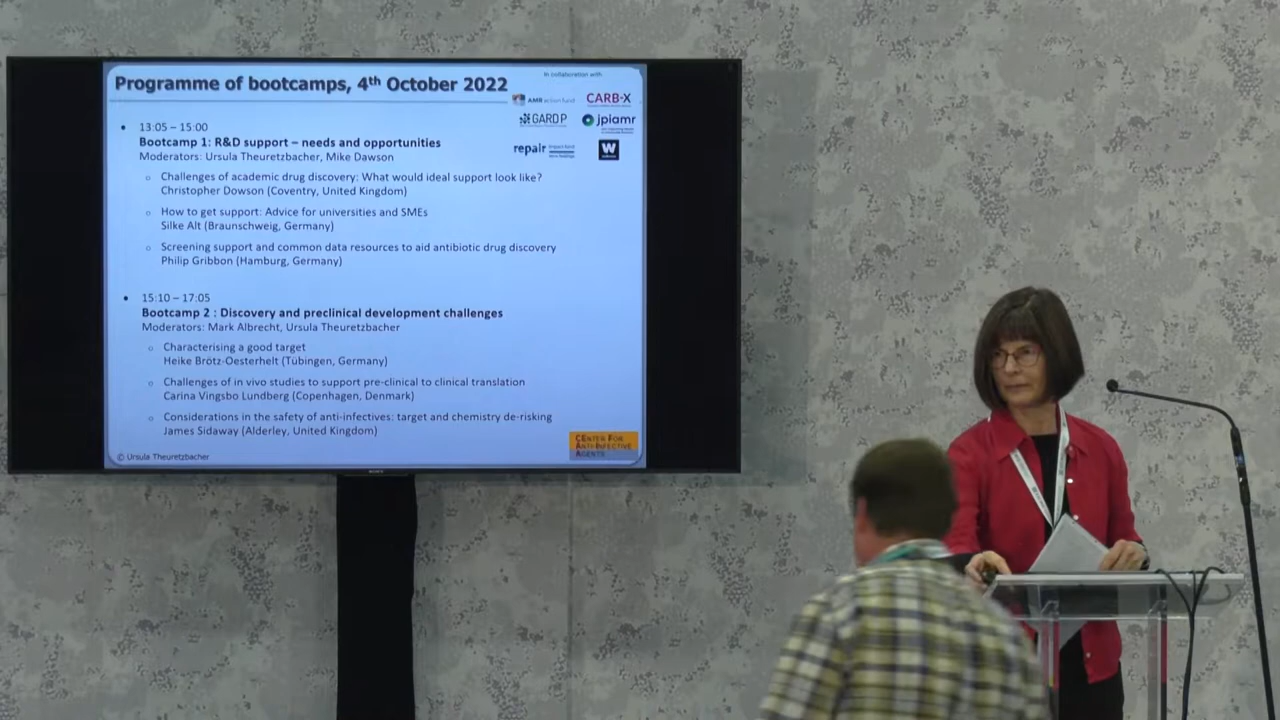 Programme of bootcamps, 4th October 2022
In collaboration with
AMR action fund
CARB-X
GARDP
jpiamr
repair impact fund
W
13:05 – 15:00
Bootcamp 1: R&D support – needs and opportunities
Moderators: Ursula Theuretzbacher, Mike Dawson
Challenges of academic drug discovery: What would ideal support look like?
Christopher Dowson (Coventry, United Kingdom)
How to get support: Advice for universities and SMEs
Silke Alt (Braunschweig, Germany)
Screening support and common data resources to aid antibiotic drug discovery
Philip Gribbon (Hamburg, Germany)
15:10 – 17:05
Bootcamp 2 : Discovery and preclinical development challenges
Moderators: Mark Albrecht, Ursula Theuretzbacher
Characterising a good target
Heike Brötz-Oesterhelt (Tübingen, Germany)
Challenges of in vivo studies to support pre-clinical to clinical translation
Carina Vingsbo Lundberg (Copenhagen, Denmark)
Considerations in the safety of anti-infectives: target and chemistry de-risking
James Sidaway (Alderley, United Kingdom)
© Ursula Theuretzbacher
CENTER FOR
ANTI-INFECTIVE
AGENTS
SONY